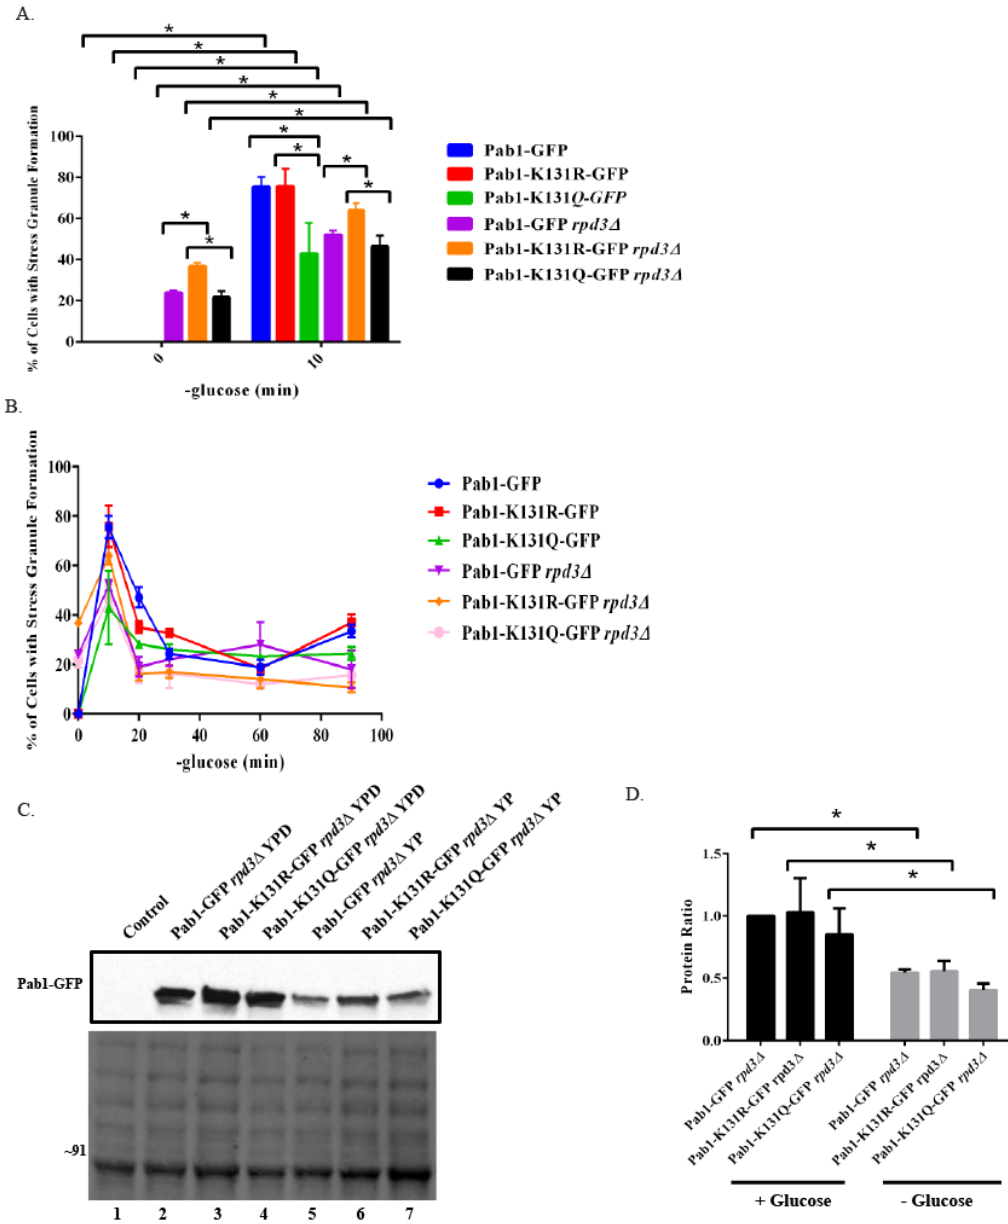 A.
*
*
*
*
*
*
*
*
*
*
*
*
% of Cells with Stress Granule Formation
100
80
60
40
20
0
0
10
-glucose (min)
Pab1-GFP
Pab1-K131R-GFP
Pab1-K131Q-GFP
Pab1-GFP rpd3Δ
Pab1-K131R-GFP rpd3Δ
Pab1-K131Q-GFP rpd3Δ
B.
% of Cells with Stress Granule Formation
100
80
60
40
20
0
0
20
40
60
80
100
-glucose (min)
Pab1-GFP
Pab1-K131R-GFP
Pab1-K131Q-GFP
Pab1-GFP rpd3Δ
Pab1-K131R-GFP rpd3Δ
Pab1-K131Q-GFP rpd3Δ
C.
Control
Pab1-GFP rpd3Δ YPD
Pab1-K131R-GFP rpd3Δ YPD
Pab1-K131Q-GFP rpd3Δ YPD
Pab1-GFP rpd3Δ YP
Pab1-K131R-GFP rpd3Δ YP
Pab1-K131Q-GFP rpd3Δ YP
Pab1-GFP
~91
1 2 3 4 5 6 7
D.
*
*
*
Protein Ratio
1.5
1.0
0.5
0.0
Pab1-GFP rpd3Δ
Pab1-K131R-GFP rpd3Δ
Pab1-K131Q-GFP rpd3Δ
Pab1-GFP rpd3Δ
Pab1-K131R-GFP rpd3Δ
Pab1-K131Q-GFP rpd3Δ
+ Glucose
- Glucose